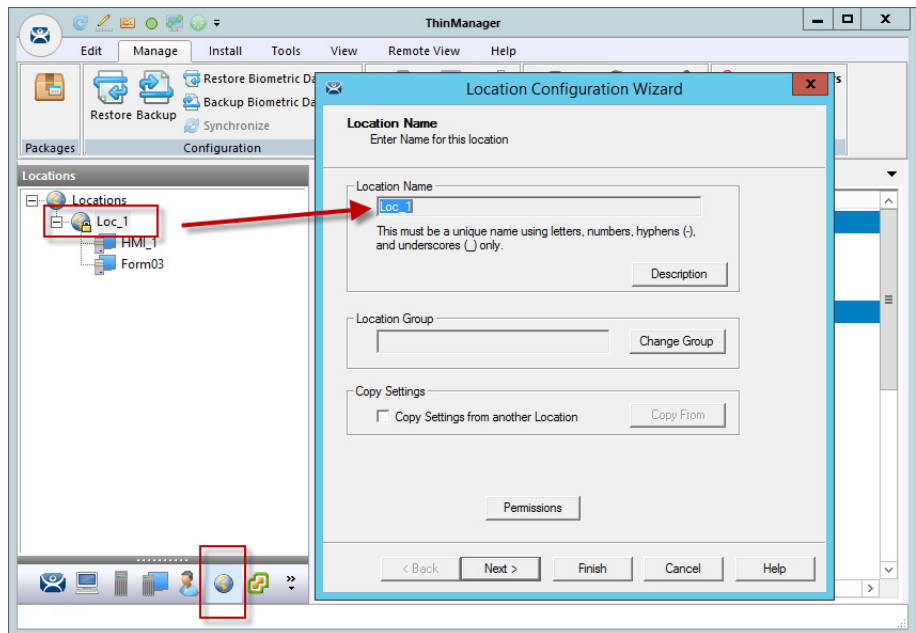 ThinManager
Edit Manage Install Tools View Remote View Help
Restore Biometric Da
Backup Biometric Da
Restore Backup
Synchronize
Packages
Configuration
Locations
Locations
Loc_1
HMI_1
Form03
Location Configuration Wizard
X
Location Name
Enter Name for this location
Location Name
Loc_1
This must be a unique name using letters, numbers, hyphens (-),
and underscores (_) only.
Description
Location Group
Change Group
Copy Settings
Copy Settings from another Location
Copy From
Permissions
< Back Next > Finish Cancel Help